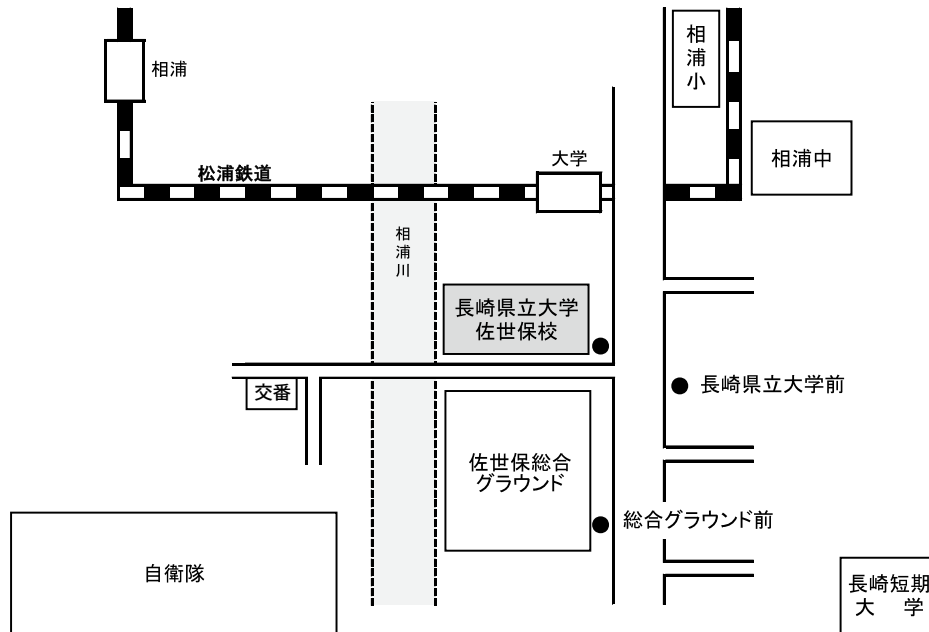 相浦小
相浦
相浦中
大学
松浦鉄道
相浦川
長崎県立大学
佐世保校
長崎県立大学前
交番
佐世保総合
グラウンド
総合グラウンド前
自衛隊
長崎短期
大　学